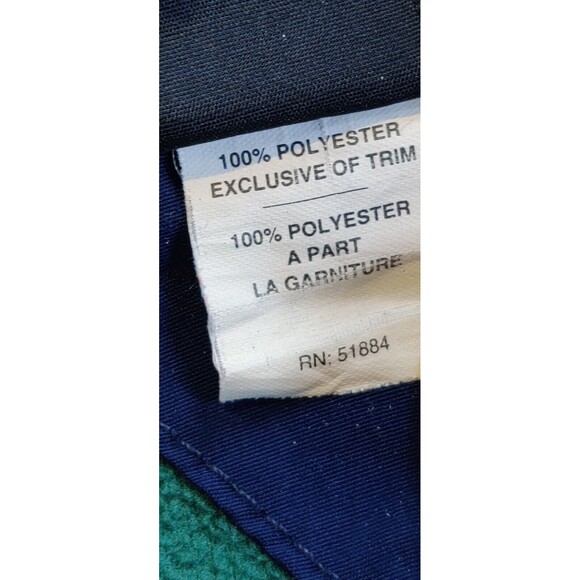 100% POLYESTER
EXCLUSIVE OF TRIM
100% POLYESTER
A PART
LA GARNITURE
RN: 51884